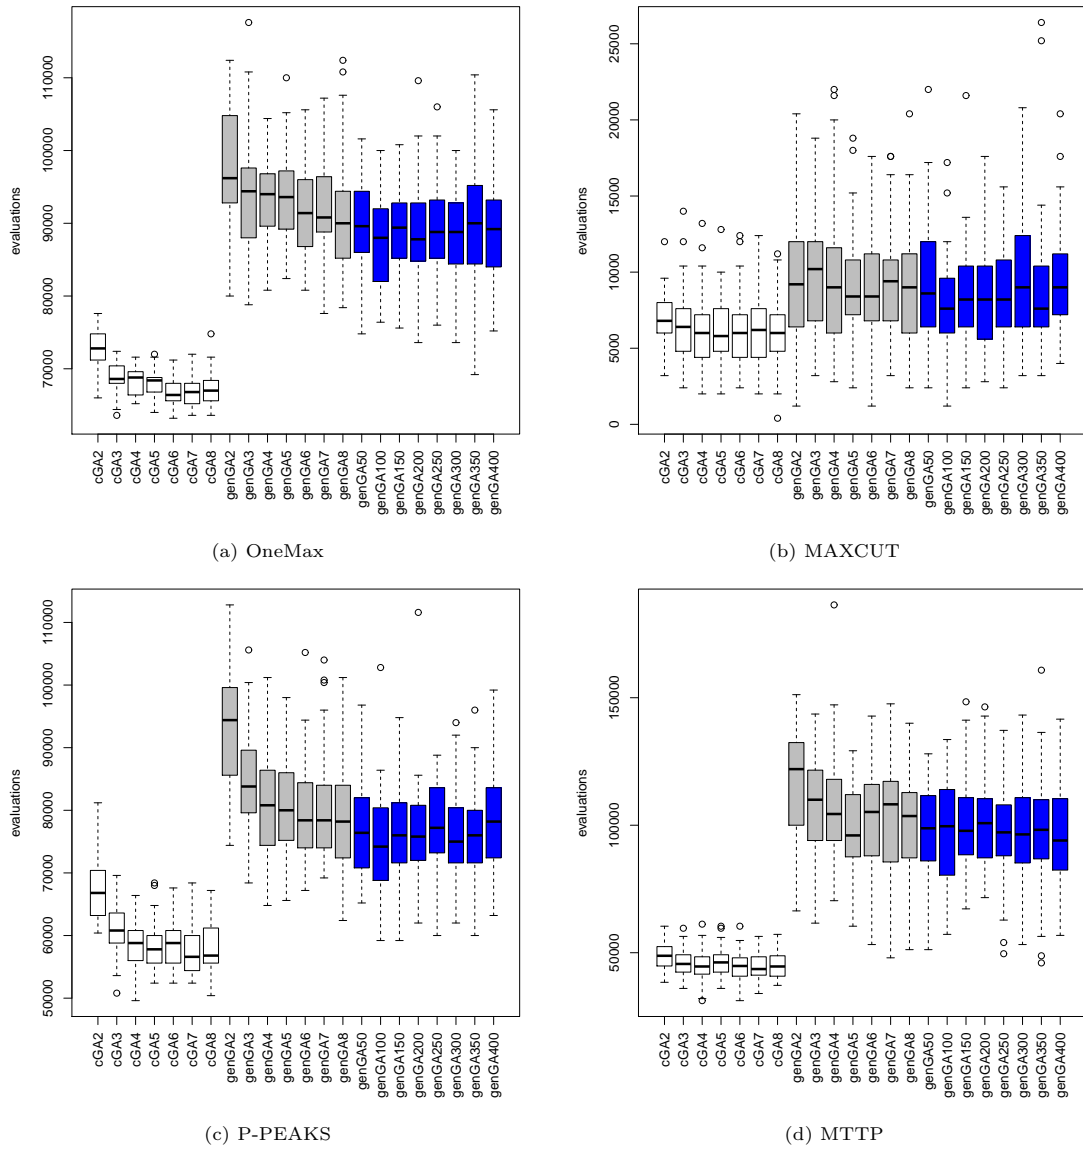 evaluations
70000 80000 90000 100000 110000
cGA2 cGA3 cGA4 cGA5 cGA6 cGA7 cGA8 genGA2 genGA3 genGA4 genGA5 genGA6 genGA7 genGA8 genGA50 genGA100 genGA150 genGA200 genGA250 genGA300 genGA350 genGA400
(a) OneMax
evaluations
0 5000 10000 15000 20000 25000
cGA2 cGA3 cGA4 cGA5 cGA6 cGA7 cGA8 genGA2 genGA3 genGA4 genGA5 genGA6 genGA7 genGA8 genGA50 genGA100 genGA150 genGA200 genGA250 genGA300 genGA350 genGA400
(b) MAXCUT
evaluations
50000 60000 70000 80000 90000 100000 110000
cGA2 cGA3 cGA4 cGA5 cGA6 cGA7 cGA8 genGA2 genGA3 genGA4 genGA5 genGA6 genGA7 genGA8 genGA50 genGA100 genGA150 genGA200 genGA250 genGA300 genGA350 genGA400
(c) P-PEAKS
evaluations
50000 100000 150000
cGA2 cGA3 cGA4 cGA5 cGA6 cGA7 cGA8 genGA2 genGA3 genGA4 genGA5 genGA6 genGA7 genGA8 genGA50 genGA100 genGA150 genGA200 genGA250 genGA300 genGA350 genGA400
(d) MTTP